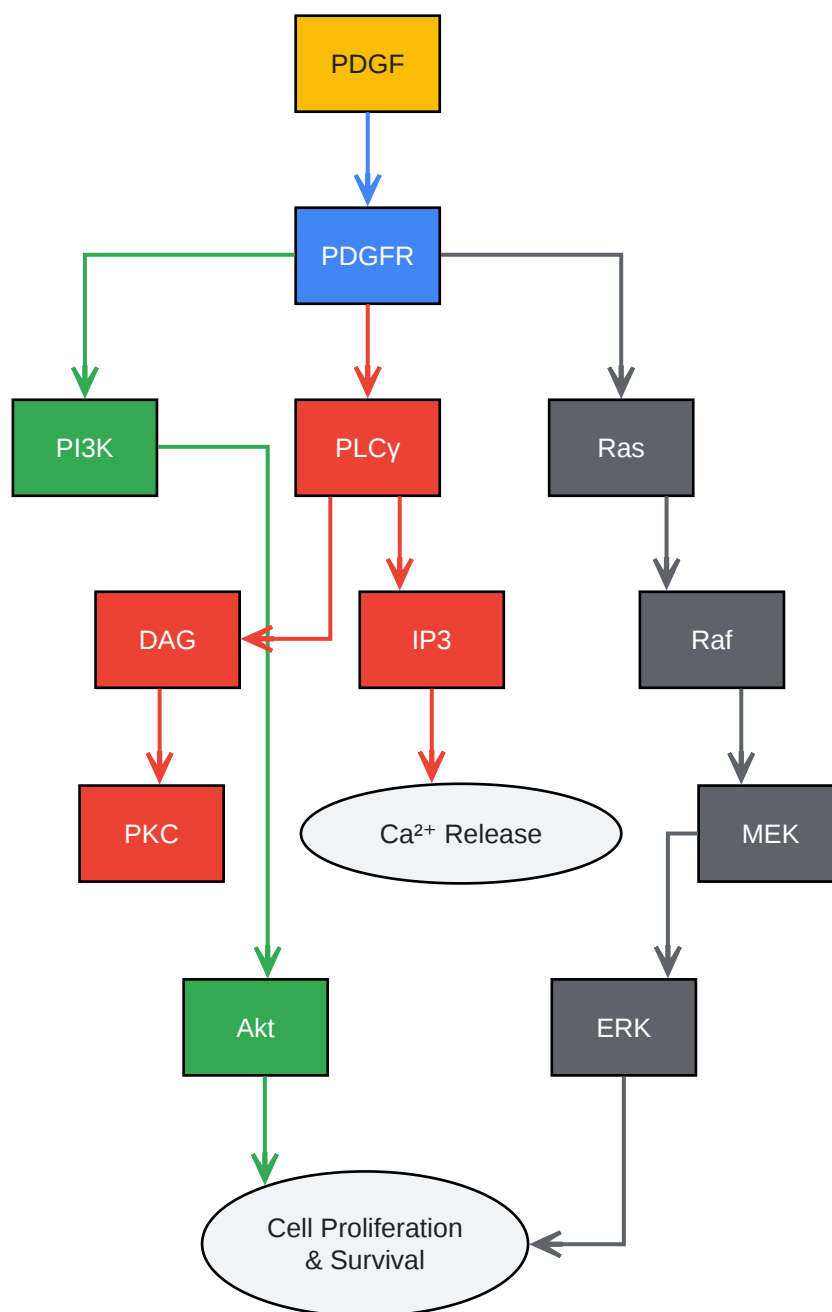 PDGF
PDGFR
PI3K
PLCγ
Ras
DAG
IP3
Raf
PKC
Ca²⁺ Release
MEK
Akt
ERK
Cell Proliferation
& Survival